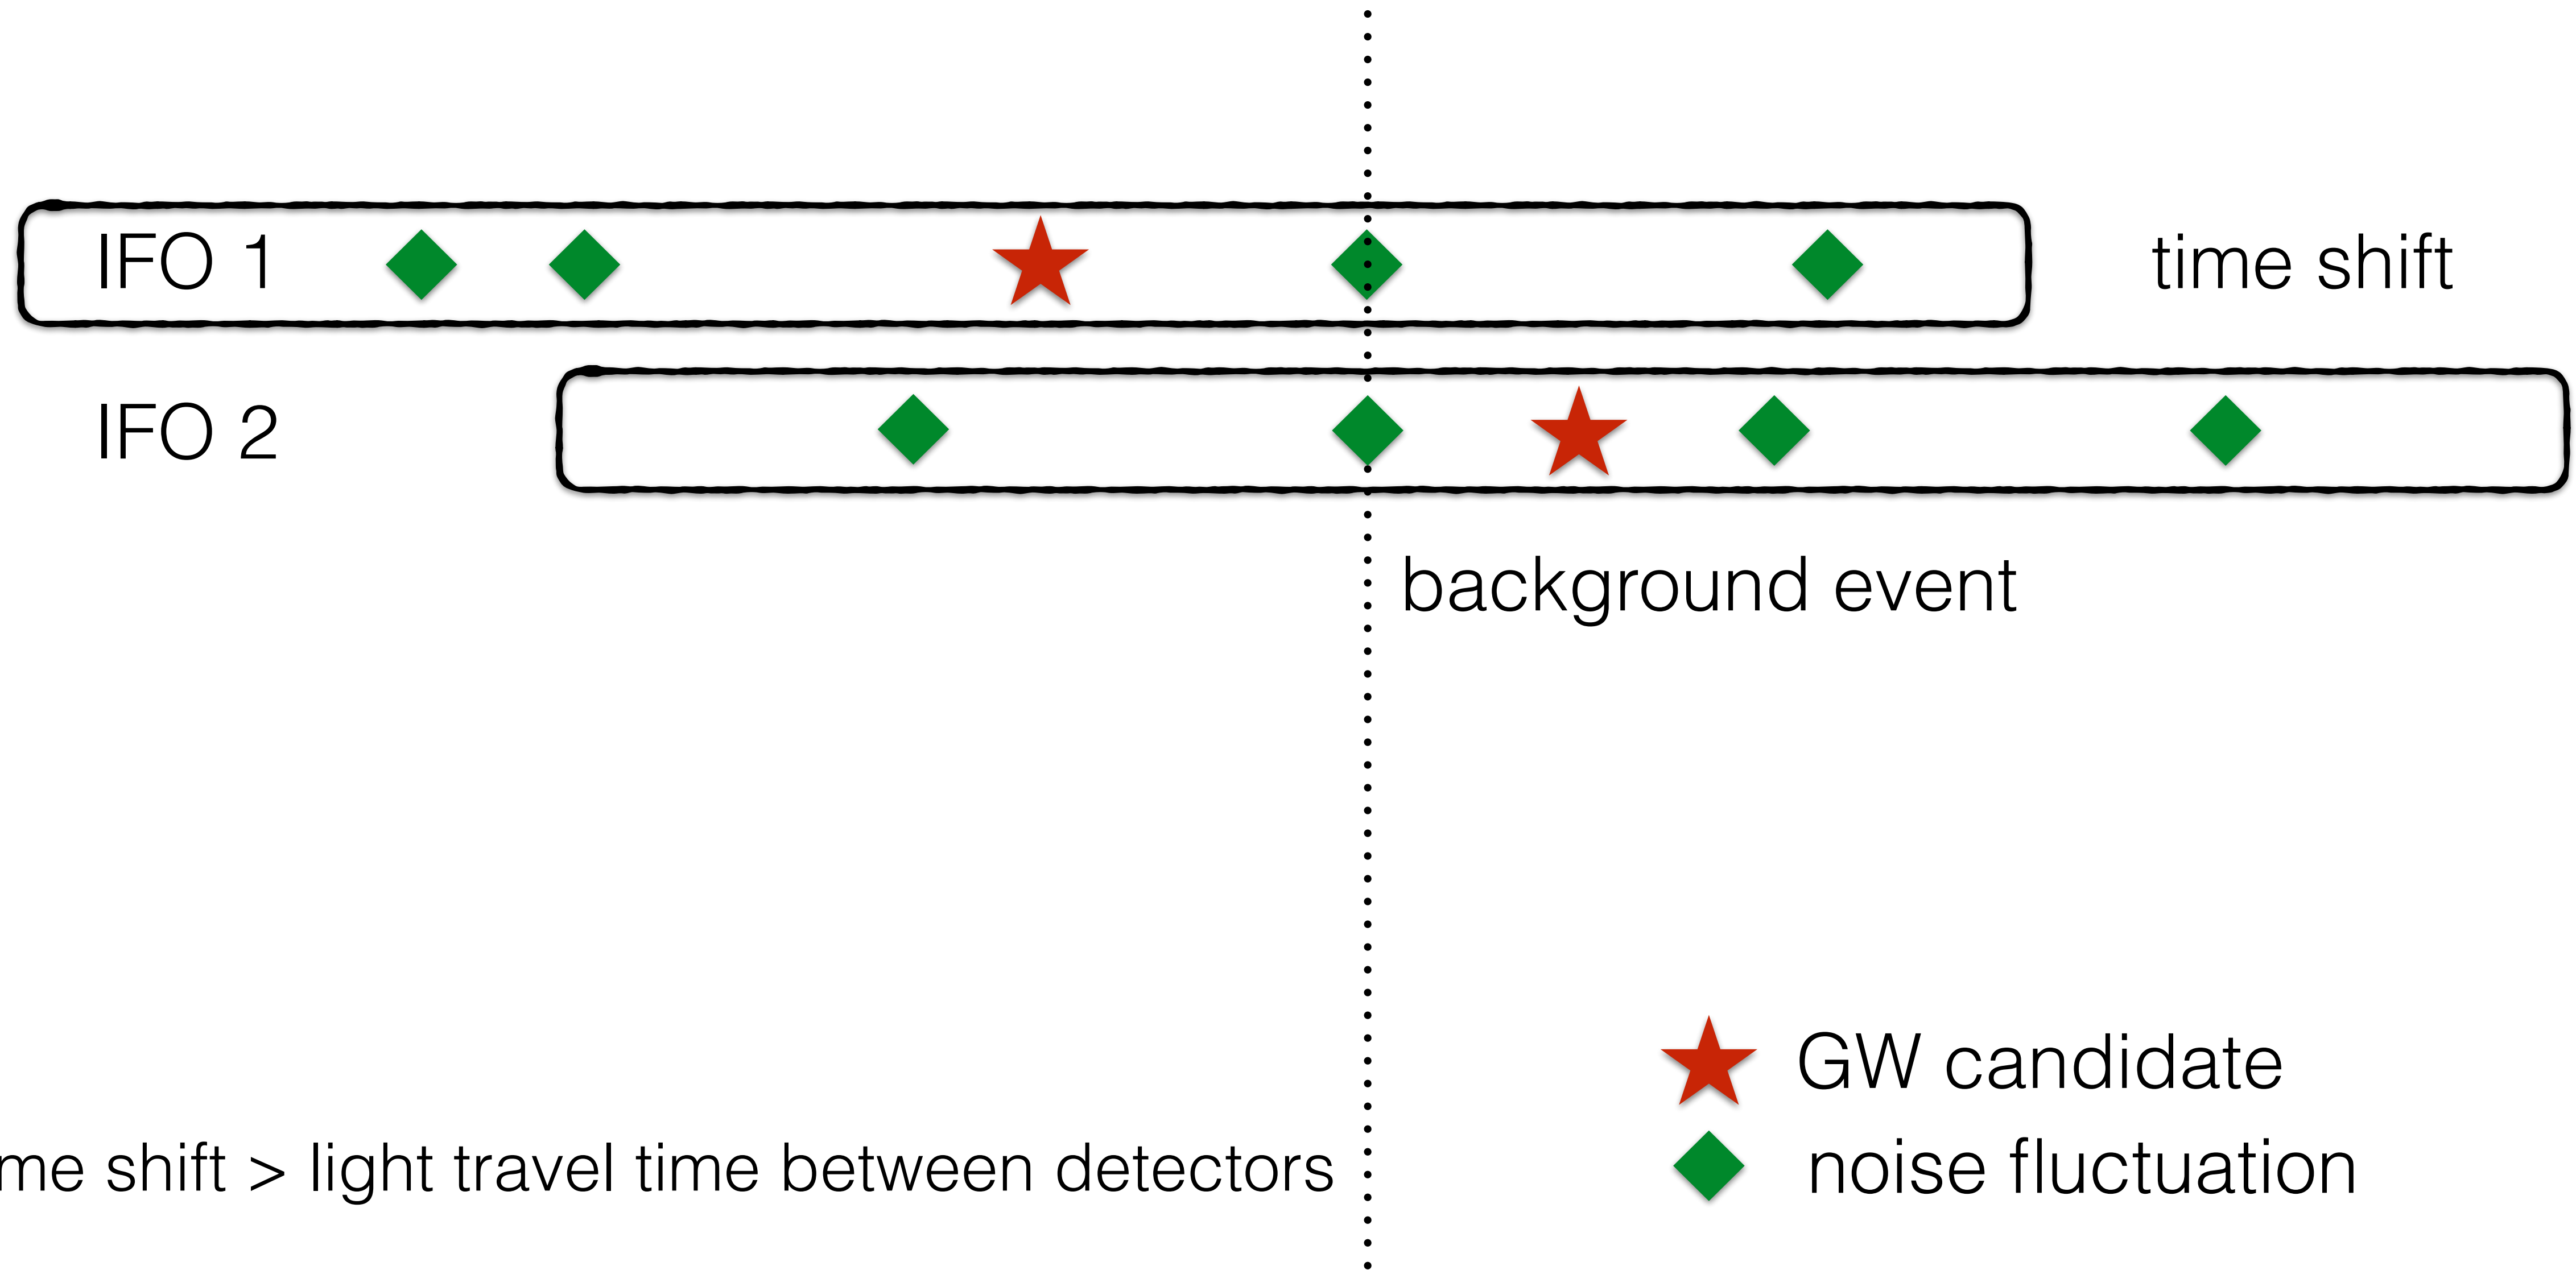 IFO 1
time shift
IFO 2
background event
GW candidate
me shift > light travel time between detectors
noise fluctuation